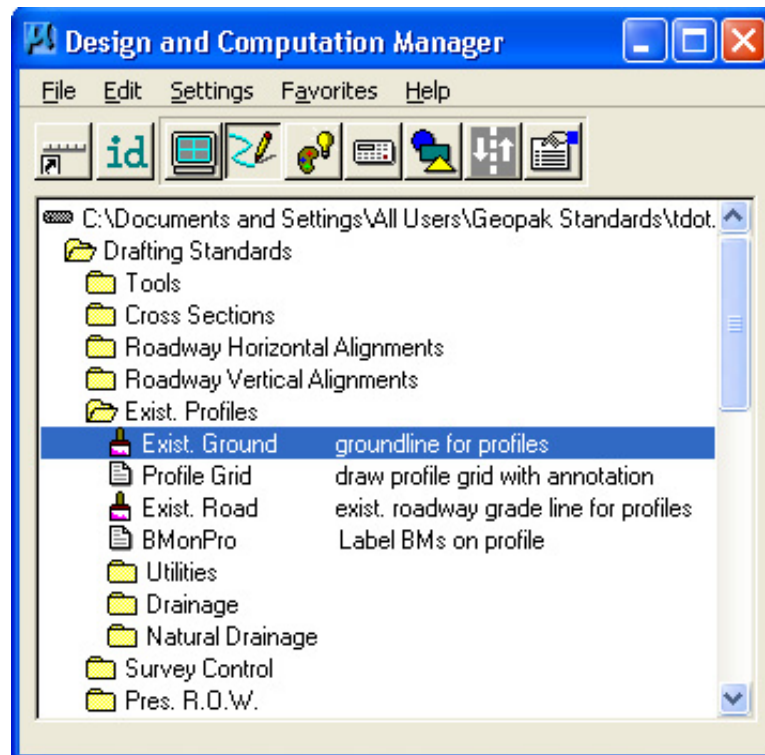 Design and Computation Manager
File Edit Settings Favorites Help
id
C:\Documents and Settings\All Users\Geopak Standards\tdot.
Drafting Standards
Tools
Cross Sections
Roadway Horizontal Alignments
Roadway Vertical Alignments
Exist. Profiles
Exist. Ground groundline for profiles
Profile Grid draw profile grid with annotation
Exist. Road exist. roadway grade line for profiles
BMonPro Label BMs on profile
Utilities
Drainage
Natural Drainage
Survey Control
Pres. R.O.W.